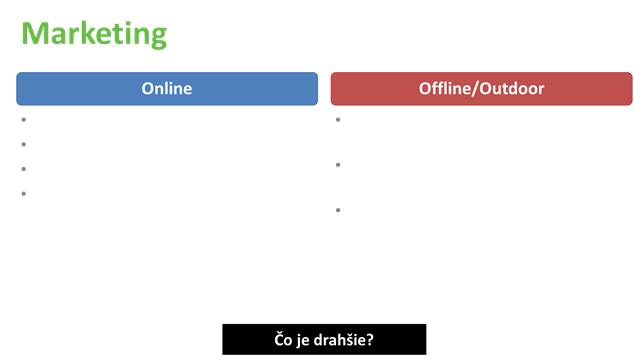 Marketing
Online
Offline/Outdoor
Čo je drahšie?